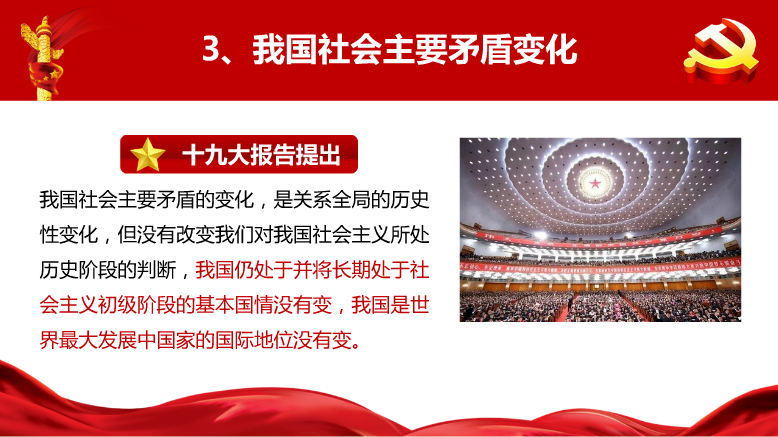 3、我国社会主要矛盾变化
十九大报告提出
我国社会主要矛盾的变化，是关系全局的历史
性变化，但没有改变我们对我国社会主义所处
历史阶段的判断，我国仍处于并将长期处于社
会主义初级阶段的基本国情没有变，我国是世
界最大发展中国家的国际地位没有变。